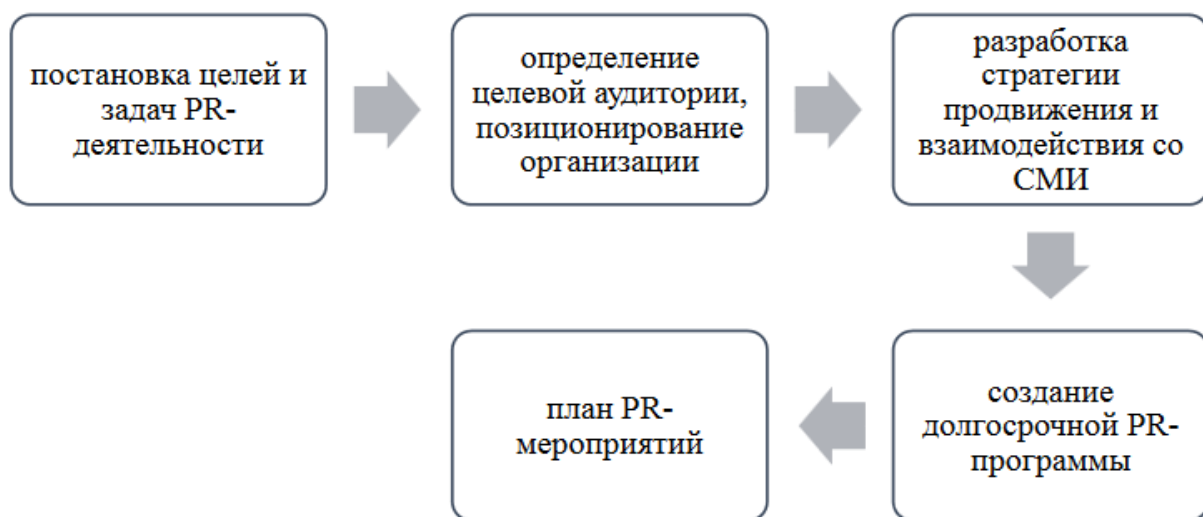 постановка целей и
задач PR-
деятельности
определение
целевой аудитории,
позиционирование
организации
разработка
стратегии
продвижения и
взаимодействия со
СМИ
создание
долгосрочной PR-
программы
план PR-
мероприятий